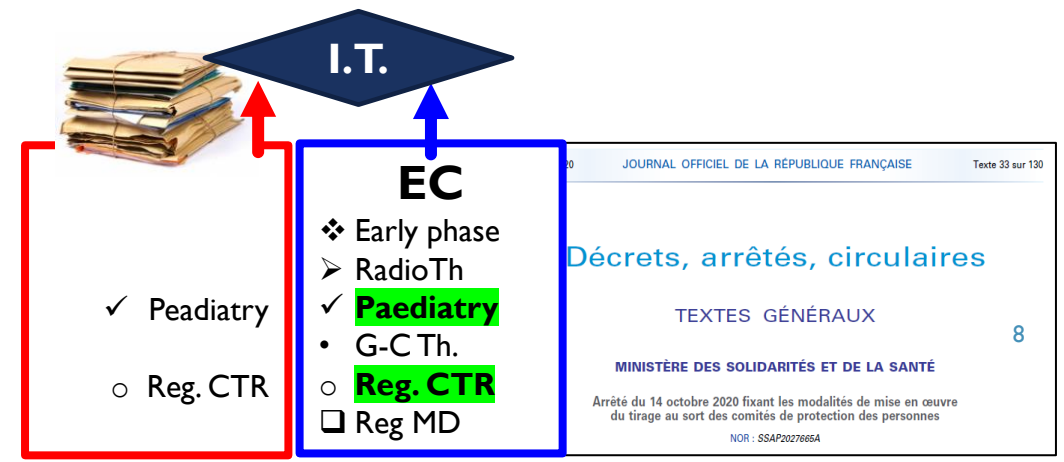 I.T.
✓ Peadiatry
o Reg. CTR
EC
❖ Early phase
➢ RadioTh
✓ Paediatry
• G-C Th.
o Reg. CTR
❑ Reg MD
20 JOURNAL OFFICIEL DE LA RÉPUBLIQUE FRANÇAISE Texte 33 sur 130
Décrets, arrêtés, circulaires
TEXTES GÉNÉRAUX
8
MINISTÈRE DES SOLIDARITÉS ET DE LA SANTÉ
Arrêté du 14 octobre 2020 fixant les modalités de mise en œuvre
du tirage au sort des comités de protection des personnes
NOR : SSAP2027665A